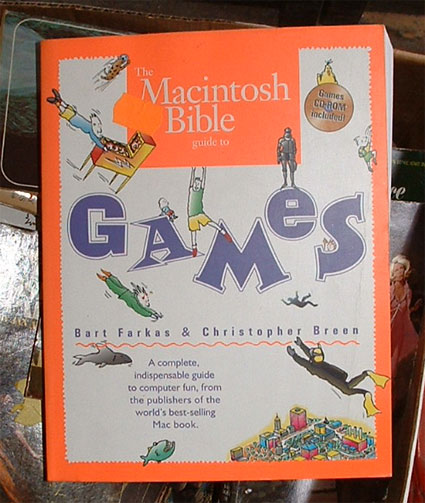 The
Macintosh
Bible
guide to
Games
CD-ROM
included!
GAMeS
Bart Farkas & Christopher Breen
A complete,
indispensable guide
to computer fun, from
the publishers of the
world's best-selling
Mac book.